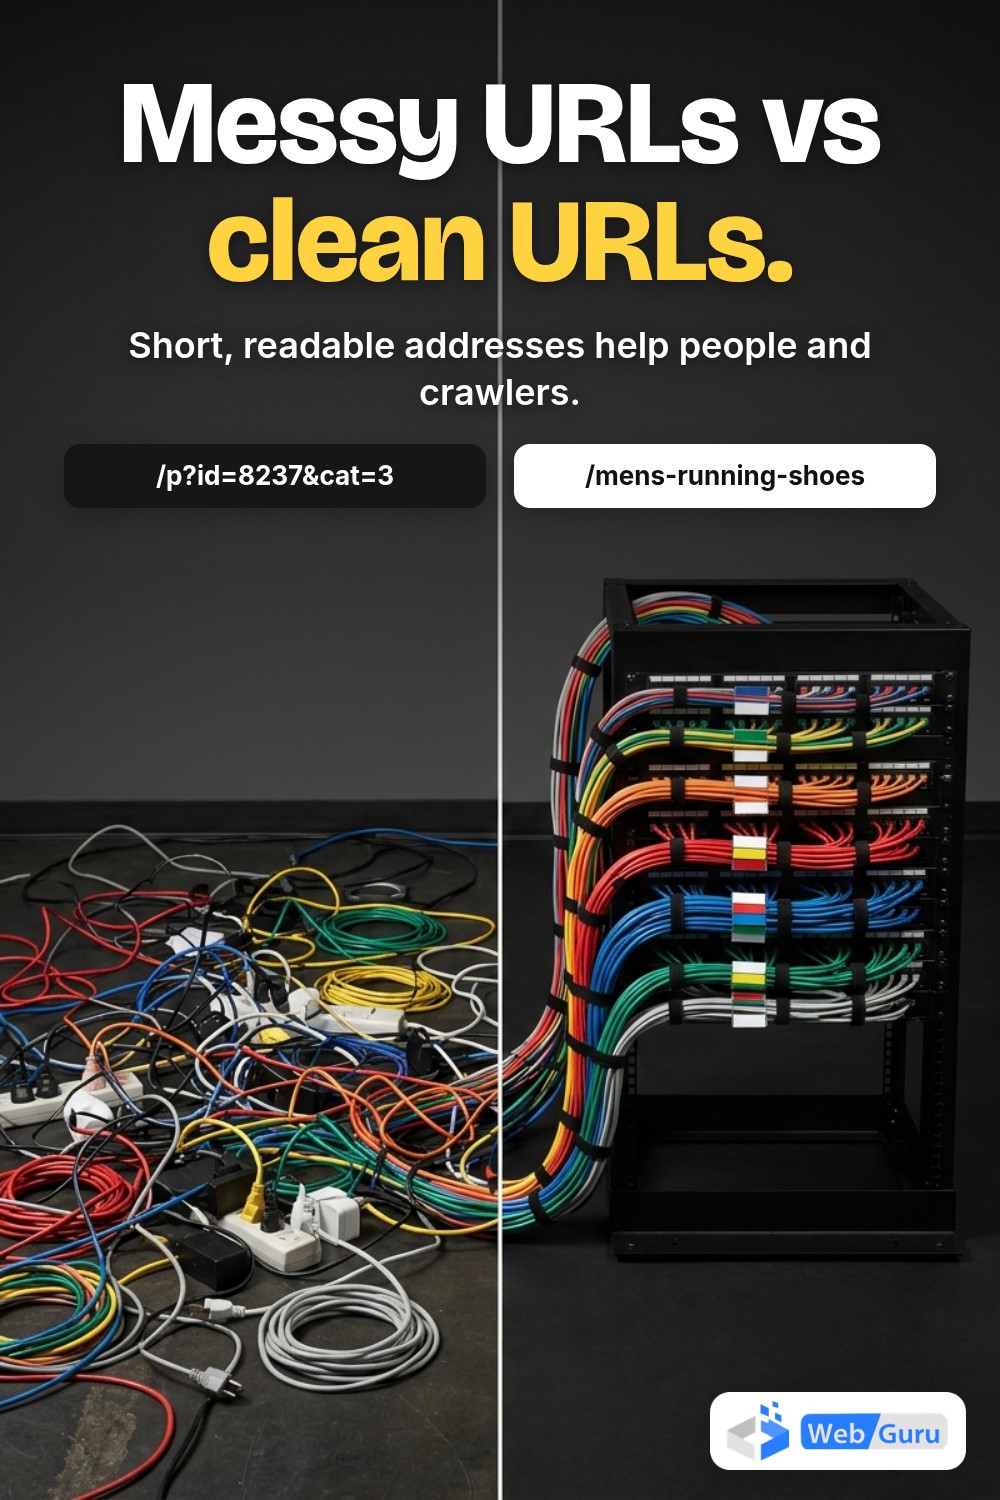 Messy URLs vs
clean URLs.
Short, readable addresses help people and
crawlers.
/p?id=8237&cat=3
/mens-running-shoes
Web Guru